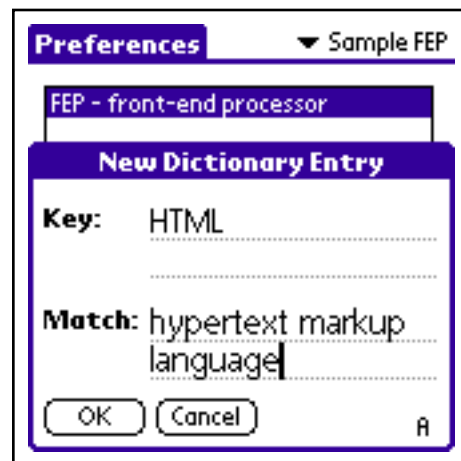 Preferences Sample FEP
FEP - front-end processor
New Dictionary Entry
Key: HTML
Match: hypertext markup
language
OK Cancel A